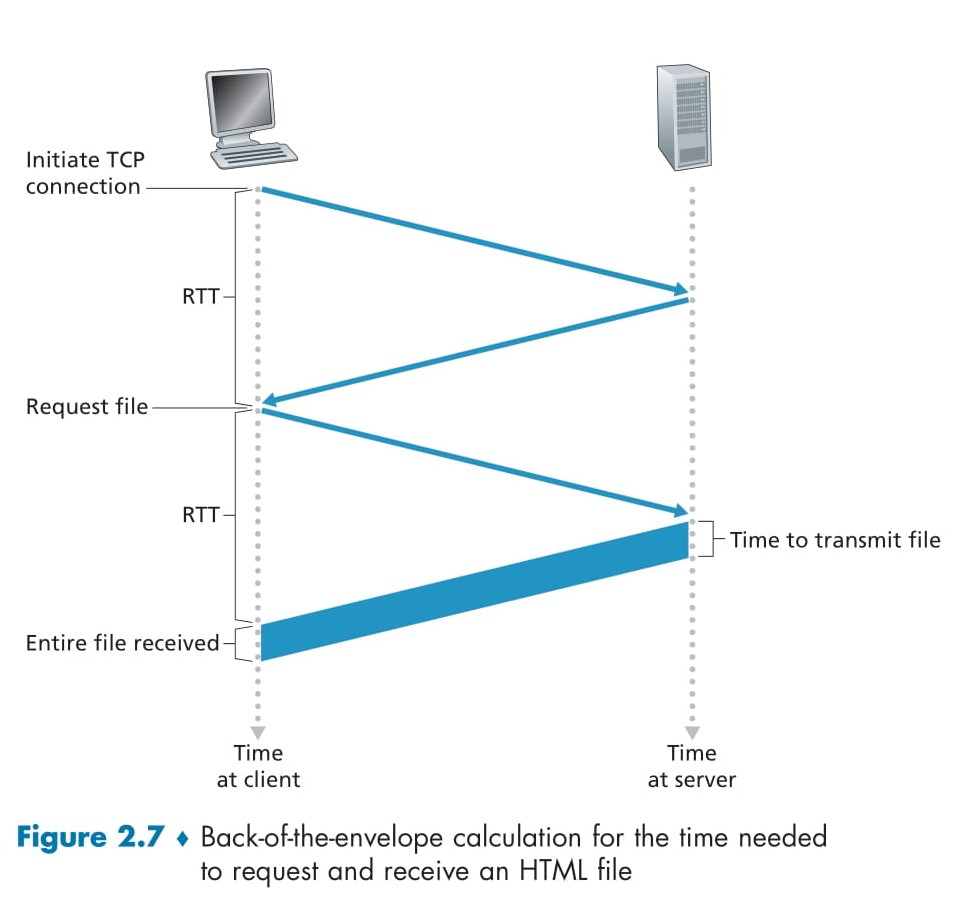 Initiate TCP
connection
RTT
Request file
RTT
Time to transmit file
Entire file received
Time
at client
Time
at server
Figure 2.7 ♦ Back-of-the-envelope calculation for the time needed
to request and receive an HTML file